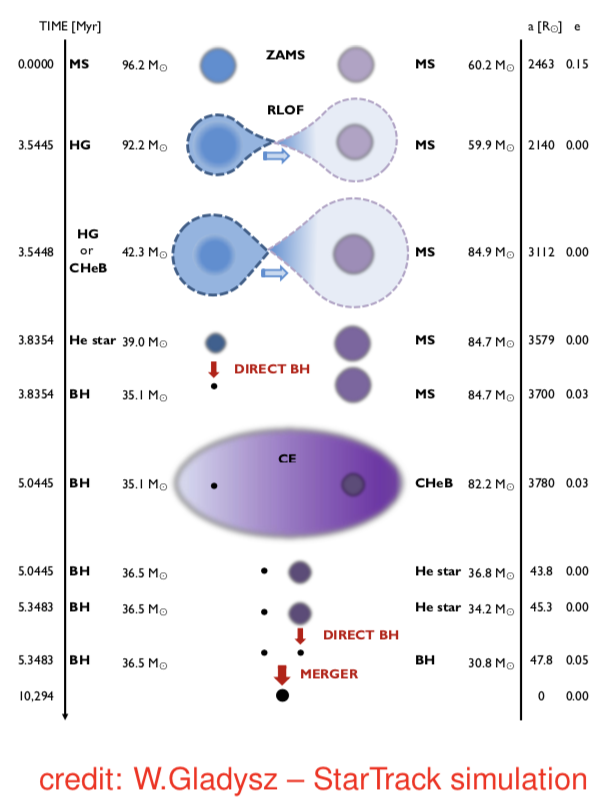 TIME [Myr] a [R☉] e
0.0000 MS 96.2 M☉ ZAMS MS 60.2 M☉ 2463 0.15
RLOF
3.5445 HG 92.2 M☉ MS 59.9 M☉ 2140 0.00
HG
or
3.5448 CHeB 42.3 M☉ MS 84.9 M☉ 3112 0.00
3.8354 He star 39.0 M☉ MS 84.7 M☉ 3579 0.00
DIRECT BH
3.8354 BH 35.1 M☉ MS 84.7 M☉ 3700 0.03
CE
5.0445 BH 35.1 M☉ CHeB 82.2 M☉ 3780 0.03
5.0445 BH 36.5 M☉ He star 36.8 M☉ 43.8 0.00
5.3483 BH 36.5 M☉ He star 34.2 M☉ 45.3 0.00
DIRECT BH
5.3483 BH 36.5 M☉ BH 30.8 M☉ 47.8 0.05
MERGER
10,294 0 0.00
credit: W.Gladysz – StarTrack simulation